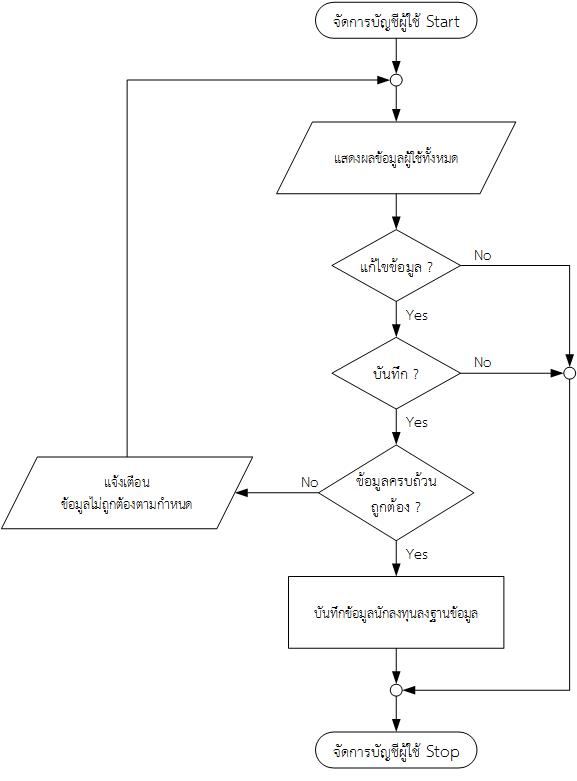 จัดการบัญชีผู้ใช้ Start
แสดงผลข้อมูลผู้ใช้ทั้งหมด
แก้ไขข้อมูล ?
No
Yes
บันทึก ?
No
Yes
ข้อมูลครบถ้วน
ถูกต้อง ?
No
แจ้งเตือน
ข้อมูลไม่ถูกต้องตามกำหนด
Yes
บันทึกข้อมูลนักลงทุนลงฐานข้อมูล
จัดการบัญชีผู้ใช้ Stop